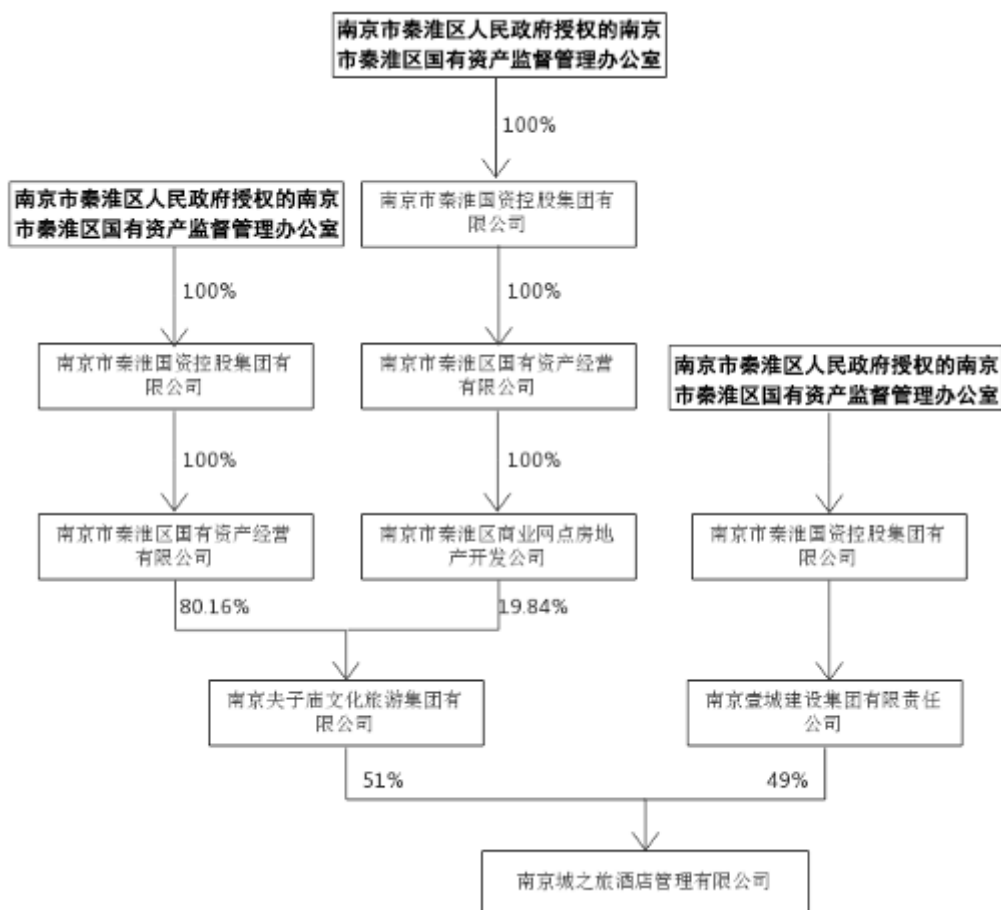 南京市秦淮区人民政府授权的南京
市秦淮区国有资产监督管理办公室
100%
南京市秦淮区人民政府授权的南京
市秦淮区国有资产监督管理办公室
南京市秦淮国资控股集团有
限公司
100%
100%
南京市秦淮国资控股集团有
限公司
南京市秦淮区国有资产经营
有限公司
南京市秦淮区人民政府授权的南京
市秦淮区国有资产监督管理办公室
100%
100%
南京市秦淮区国有资产经营
有限公司
南京市秦淮区商业网点房地
产开发公司
南京市秦淮国资控股集团有
限公司
80.16%
19.84%
南京夫子庙文化旅游集团有
限公司
南京壹城建设集团有限责任
公司
51%
49%
南京城之旅酒店管理有限公司